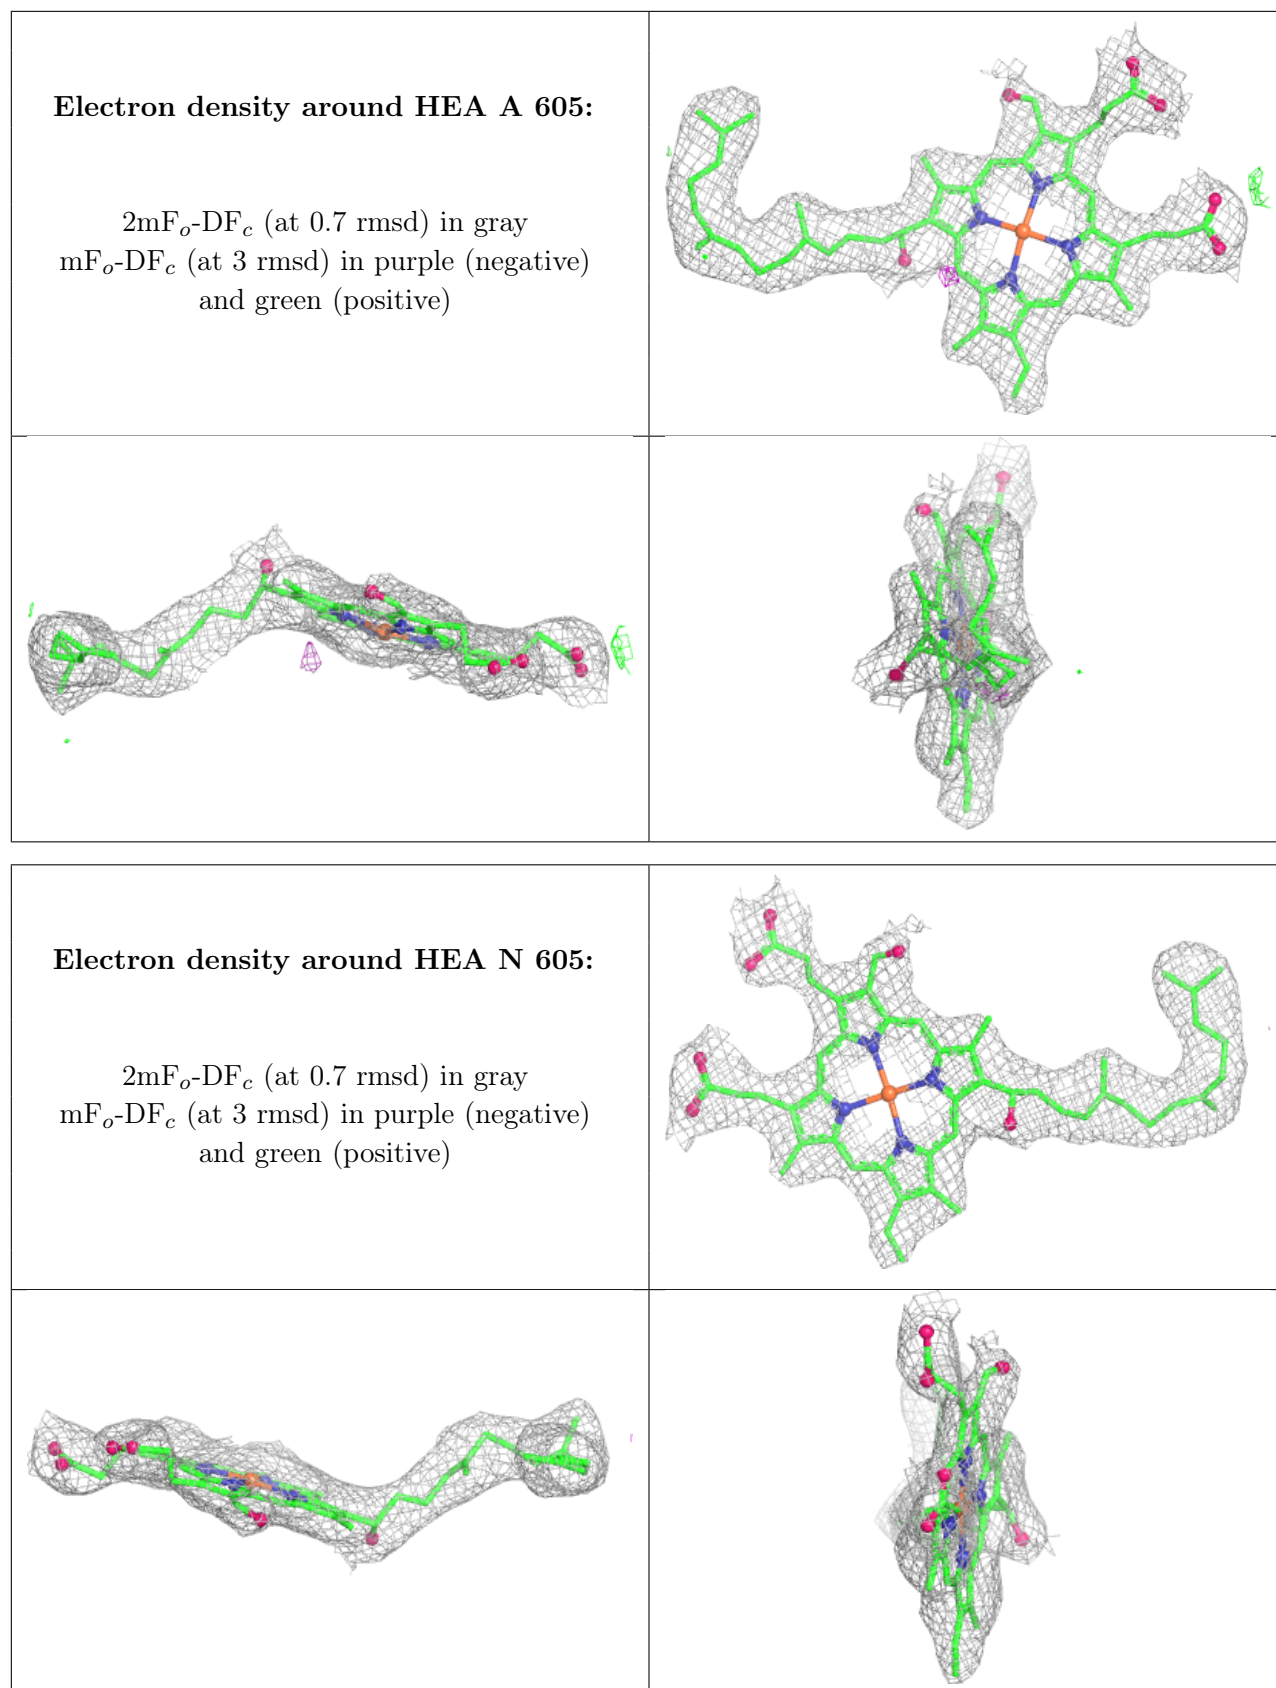 Electron density around HEA A 605:
2mFₒ-DF𝒸 (at 0.7 rmsd) in gray
mFₒ-DF𝒸 (at 3 rmsd) in purple (negative)
and green (positive)
Electron density around HEA N 605:
2mFₒ-DF𝒸 (at 0.7 rmsd) in gray
mFₒ-DF𝒸 (at 3 rmsd) in purple (negative)
and green (positive)